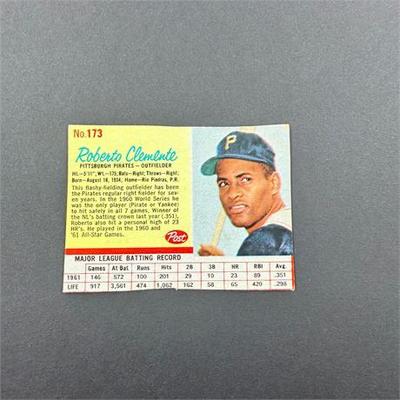 No. 173
Roberto Clemente
PITTSBURGH PIRATES — OUTFIELDER
Ht.—5'11"; Wt.—175; Bats—Right; Throws—Right;
Born—August 18, 1934; Home—Rio Piedras, P.R.
This flashy-fielding outfielder has been
the Pirates regular right fielder for sev-
en years. In the 1960 World Series he
was the only player (Pirate or Yankee)
to hit safely in all 7 games. Winner of
the NL's batting crown last year (.351),
Roberto also hit a personal high of 23
HR's. He played in the 1960 and
'61 All-Star Games.
Post
P
MAJOR LEAGUE BATTING RECORD
Games At Bat Runs Hits 2B 3B HR RBI Avg.
1961 146 572 100 201 30 10 23 89 .351
LIFE 917 3,561 474 1,062 162 58 65 420 .298